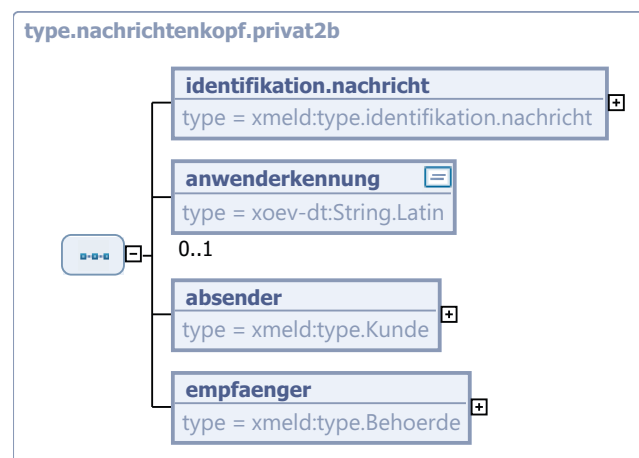 type.nachrichtenkopf.privat2b
identifikation.nachricht
type = xmeld:type.identifikation.nachricht
anwenderkennung
type = xoev-dt:String.Latin
0..1
absender
type = xmeld:type.Kunde
empfaenger
type = xmeld:type.Behoerde